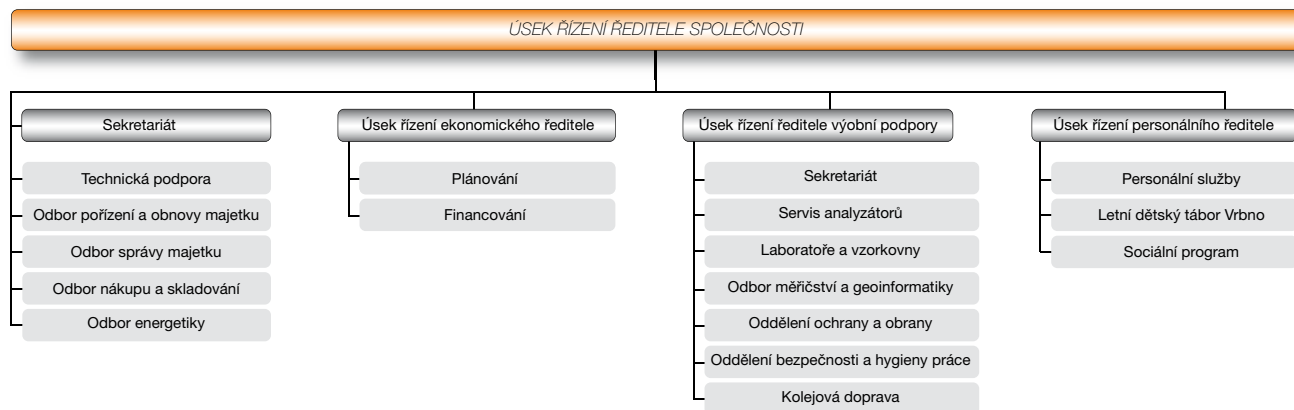 ÚSEK ŘÍZENÍ ŘEDITELE SPOLEČNOSTI
Sekretariát
Technická podpora
Odbor pořízení a obnovy majetku
Odbor správy majetku
Odbor nákupu a skladování
Odbor energetiky
Úsek řízení ekonomického ředitele
Plánování
Financování
Úsek řízení ředitele výobní podpory
Sekretariát
Servis analyzátorů
Laboratoře a vzorkovny
Odbor měřičství a geoinformatiky
Oddělení ochrany a obrany
Oddělení bezpečnosti a hygieny práce
Kolejová doprava
Úsek řízení personálního ředitele
Personální služby
Letní dětský tábor Vrbno
Sociální program